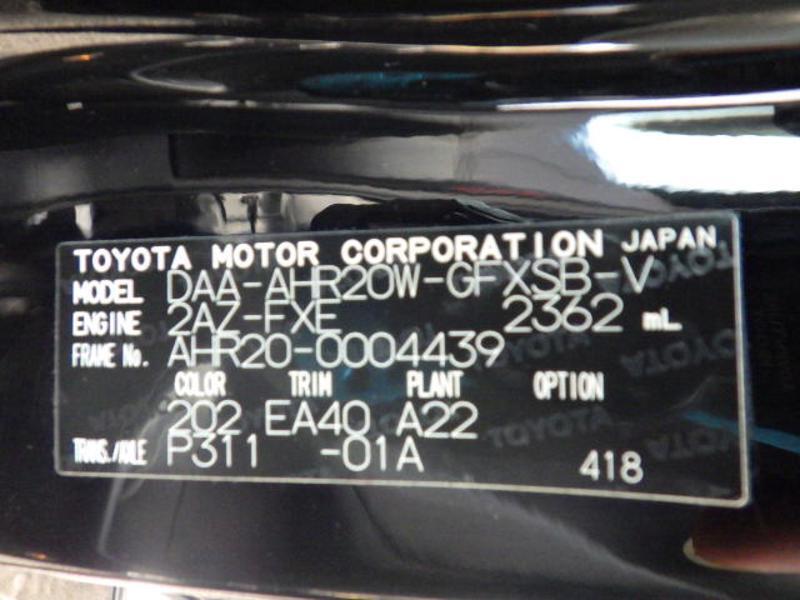 TOYOTA MOTOR CORPORATION JAPAN
MODEL DAA-AHR20W-GFXSB-V
ENGINE 2AZ-FXE 2362 mL
FRAME No. AHR20-0004439
COLOR TRIM PLANT OPTION
202 EA40 A22
TRANS./AXLE P311 -01A 418